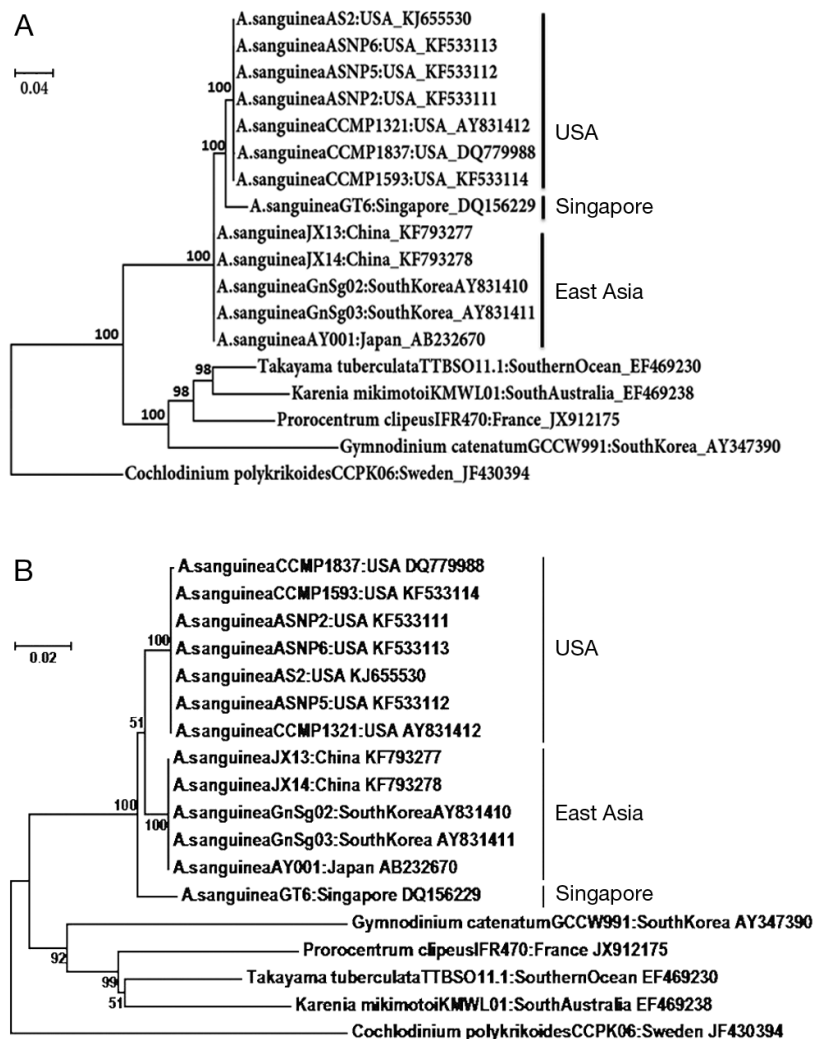 A
A.sanguineaAS2:USA_KJ655530
A.sanguineaASNP6:USA_KF533113
0.04
A.sanguineaASNP5:USA_KF533112
100
A.sanguineaASNP2:USA_KF533111
A.sanguineaCCMP1321:USA_AY831412
USA
100
A.sanguineaCCMP1837:USA_DQ779988
A.sanguineaCCMP1593:USA_KF533114
A.sanguineaGT6:Singapore_DQ156229
Singapore
A.sanguineaJX13:China_KF793277
100
A.sanguineaJX14:China_KF793278
A.sanguineaGnSg02:SouthKoreaAY831410
East Asia
A.sanguineaGnSg03:SouthKorea_AY831411
100
A.sanguineaAY001:Japan_AB232670
98
Takayama tuberculataTTBSO11.1:SouthernOcean_EF469230
98
Karenia mikimotoiKMWL01:SouthAustralia_EF469238
100
Prorocentrum clipeusIFR470:France_JX912175
Gymnodinium catenatumGCCW991:SouthKorea_AY347390
Cochlodinium polykrikoidesCCPK06:Sweden_JF430394
B
A.sanguineaCCMP1837:USA DQ779988
A.sanguineaCCMP1593:USA KF533114
A.sanguineaASNP2:USA KF533111
0.02
100
A.sanguineaASNP6:USA KF533113
USA
A.sanguineaAS2:USA KJ655530
A.sanguineaASNP5:USA KF533112
51
A.sanguineaCCMP1321:USA AY831412
A.sanguineaJX13:China KF793277
A.sanguineaJX14:China KF793278
100
A.sanguineaGnSg02:SouthKoreaAY831410
East Asia
100
A.sanguineaGnSg03:SouthKorea AY831411
A.sanguineaAY001:Japan AB232670
A.sanguineaGT6:Singapore DQ156229
Singapore
Gymnodinium catenatumGCCW991:SouthKorea AY347390
92
Prorocentrum clipeusIFR470:France JX912175
99
Takayama tuberculataTTBSO11.1:SouthernOcean EF469230
51
Karenia mikimotoiKMWL01:SouthAustralia EF469238
Cochlodinium polykrikoidesCCPK06:Sweden JF430394